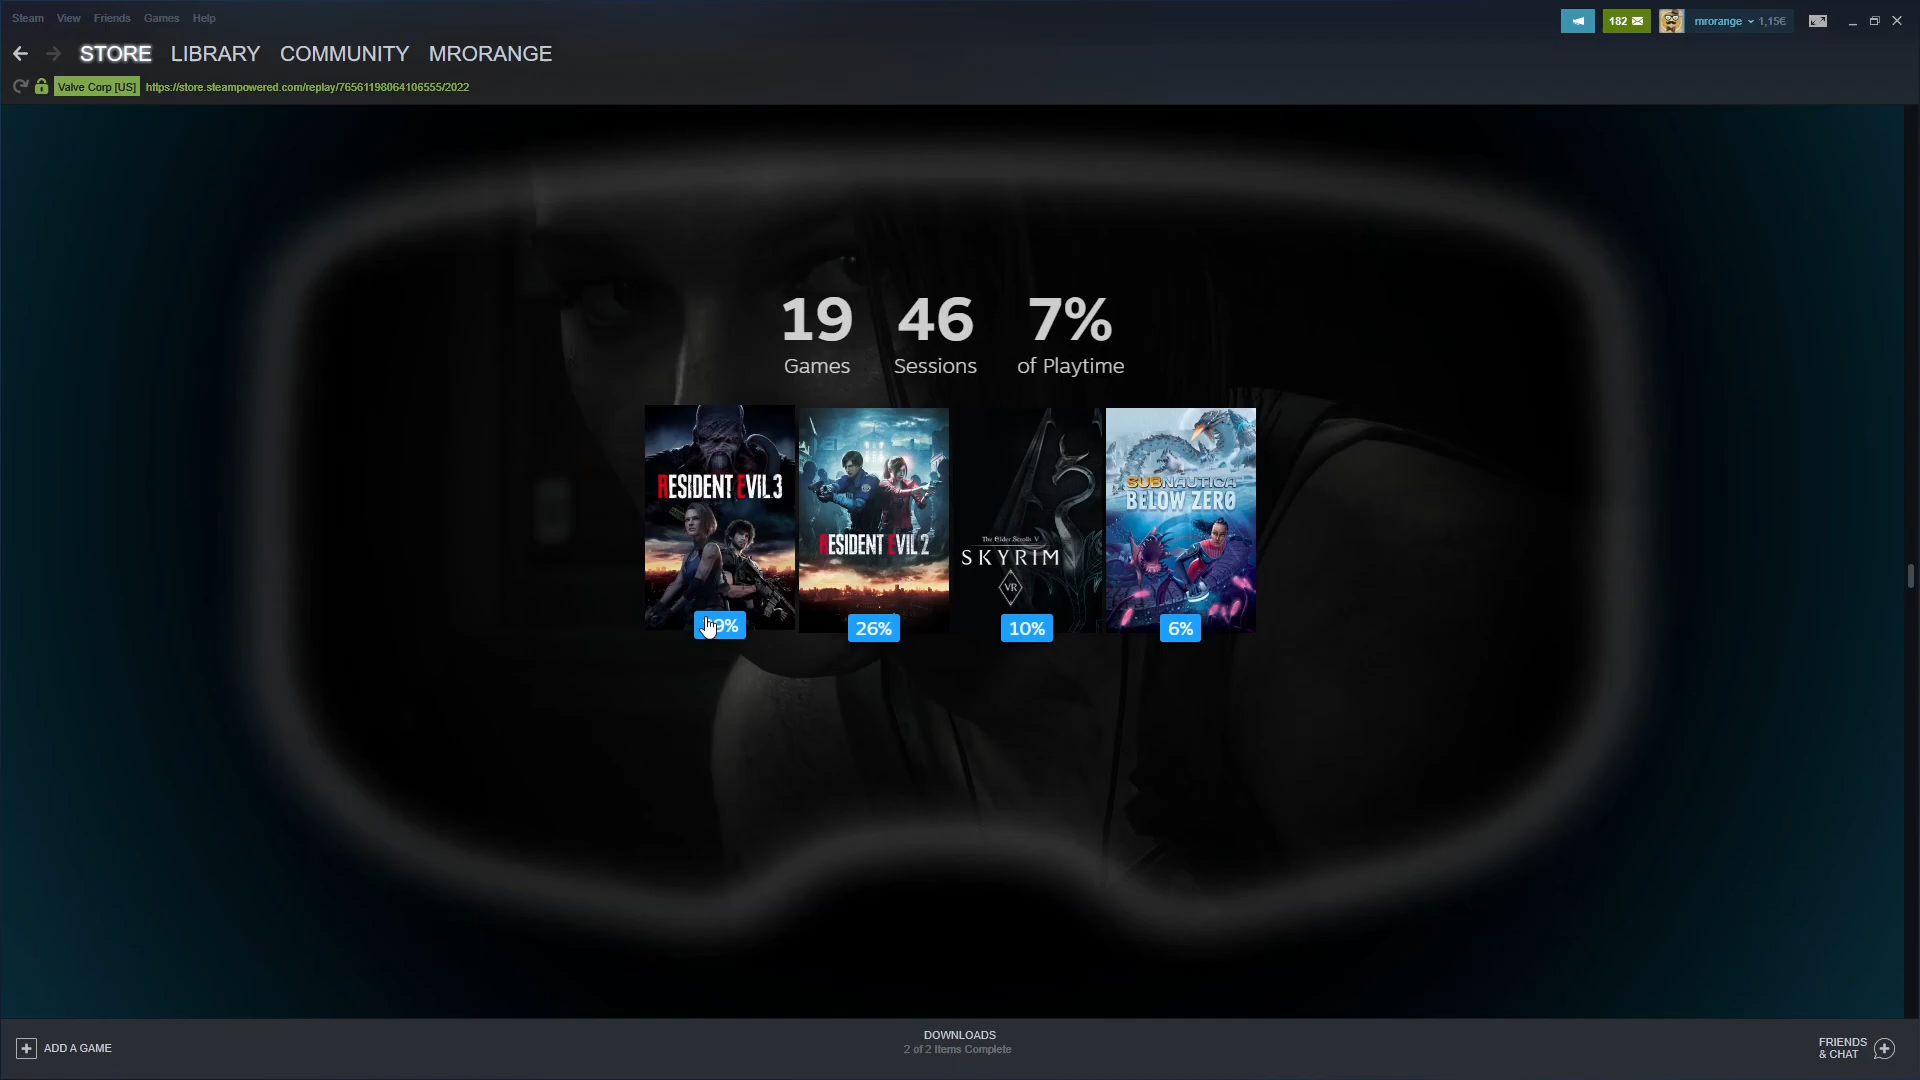 Steam View Friends Games Help
182
mrorange 1,15€
STORE LIBRARY COMMUNITY MRORANGE
Valve Corp [US] https://store.steampowered.com/replay/76561198064106555/2022
19 46 7%
Games Sessions of Playtime
RESIDENT EVIL 3
RESIDENT EVIL 2
The Elder Scrolls V
SKYRIM
VR
SUBNAUTICA
BELOW ZERO
9%
26%
10%
6%
ADD A GAME
DOWNLOADS
2 of 2 Items Complete
FRIENDS
& CHAT